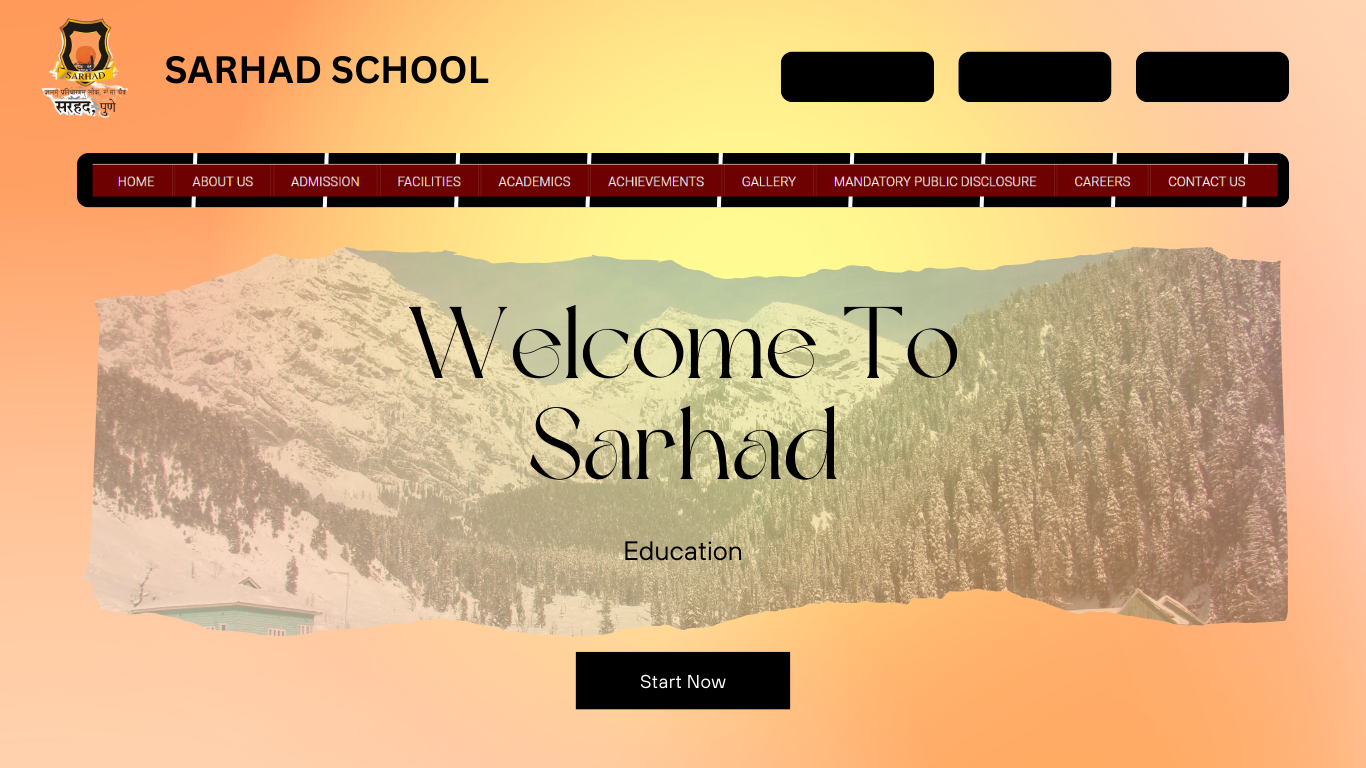 SARHAD
सरहद, पुणे
SARHAD SCHOOL
HOME ABOUT US ADMISSION FACILITIES ACADEMICS ACHIEVEMENTS GALLERY MANDATORY PUBLIC DISCLOSURE CAREERS CONTACT US
Welcome To
Sarhad
Education
Start Now